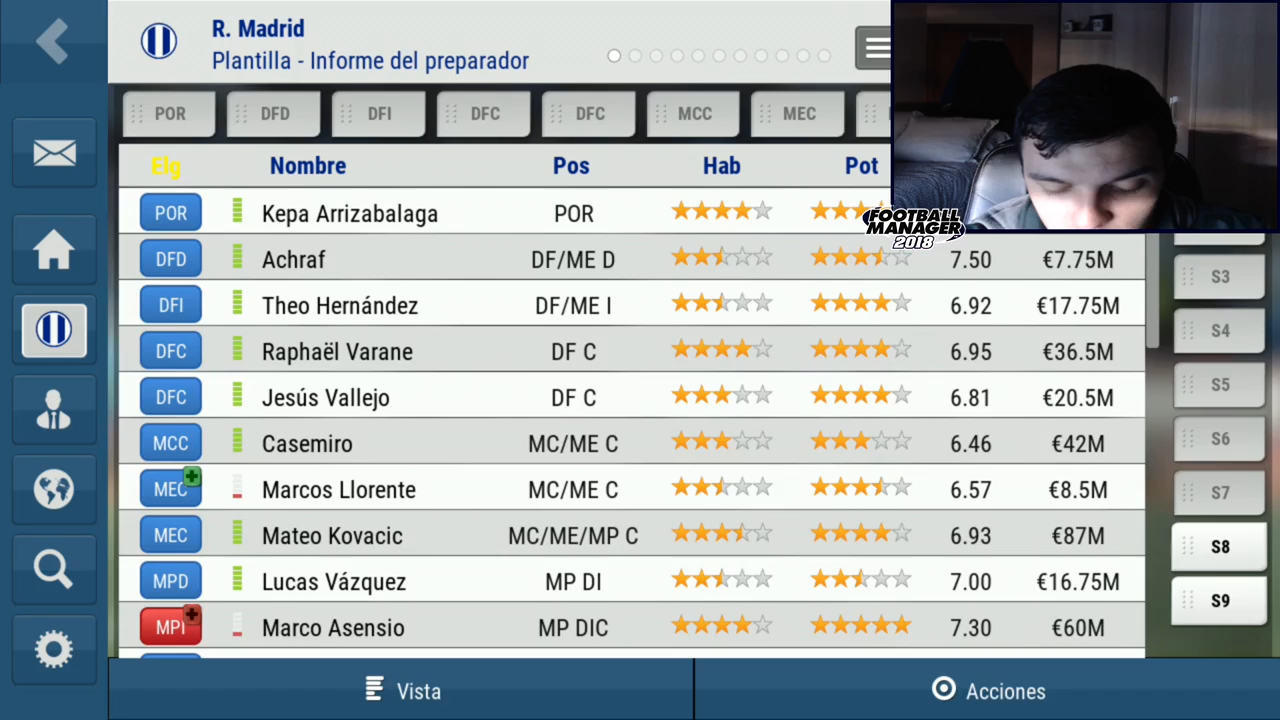 R. Madrid
Plantilla - Informe del preparador
POR DFD DFI DFC DFC MCC MEC
Elg Nombre Pos Hab Pot
POR Kepa Arrizabalaga POR
FOOTBALL
MANAGER
2018
DFD Achraf DF/ME D 7.50 €7.75M
S3
DFI Theo Hernández DF/ME I 6.92 €17.75M
S4
DFC Raphaël Varane DF C 6.95 €36.5M
S5
DFC Jesús Vallejo DF C 6.81 €20.5M
MCC Casemiro MC/ME C 6.46 €42M
S6
MEC Marcos Llorente MC/ME C 6.57 €8.5M
S7
MEC Mateo Kovacic MC/ME/MP C 6.93 €87M
S8
MPD Lucas Vázquez MP DI 7.00 €16.75M
S9
MPI Marco Asensio MP DIC 7.30 €60M
Vista Acciones